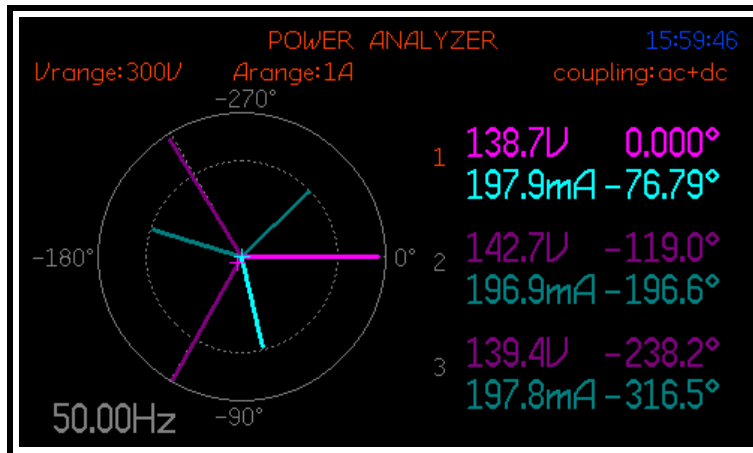 POWER ANALYZER 15:59:46
Vrange:300V Arange:1A coupling:ac+dc
-270°
1 138.7V 0.000°
197.9mA -76.79°
-180° 0° 2 142.7V -119.0°
196.9mA -196.6°
3 139.4V -238.2°
197.8mA -316.5°
50.00Hz -90°